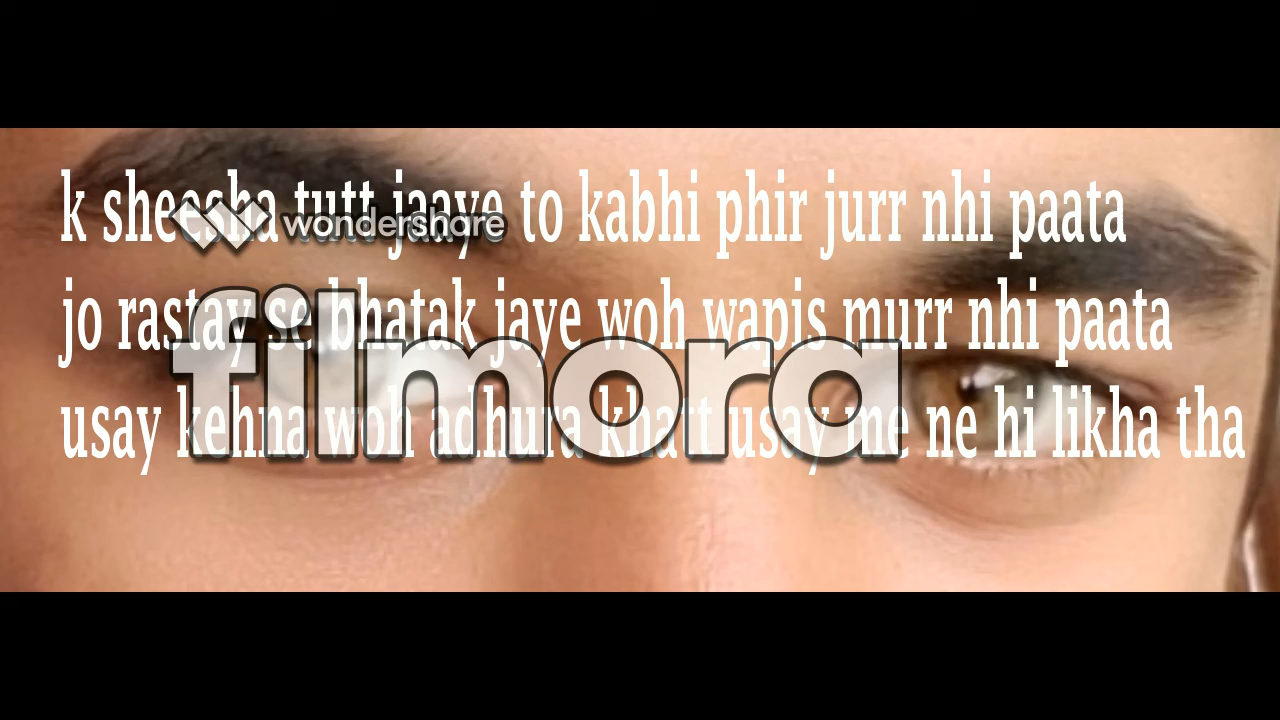 k sheesha tutt jaaye to kabhi phir jurr nhi paata
wondershare
jo rastay se bhatak jaye woh wapis murr nhi paata
filmora
usay kehna woh adhura khatt usay me ne hi likha tha